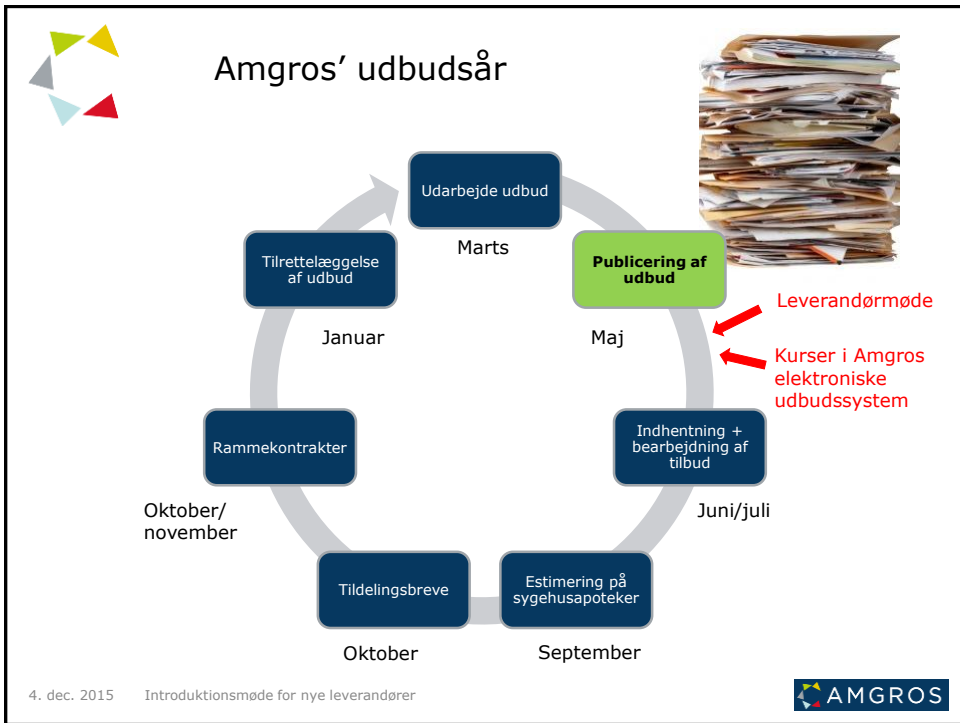 Amgros’ udbudsår
Udarbejde udbud
Marts
Publicering af
udbud
Maj
Leverandørmøde
Kurser i Amgros
elektroniske
udbudssystem
Indhentning +
bearbejdning af
tilbud
Juni/juli
Estimering på
sygehusapoteker
September
Tildelingsbreve
Oktober
Rammekontrakter
Oktober/
november
Tilrettelæggelse
af udbud
Januar
4. dec. 2015 Introduktionsmøde for nye leverandører
AMGROS